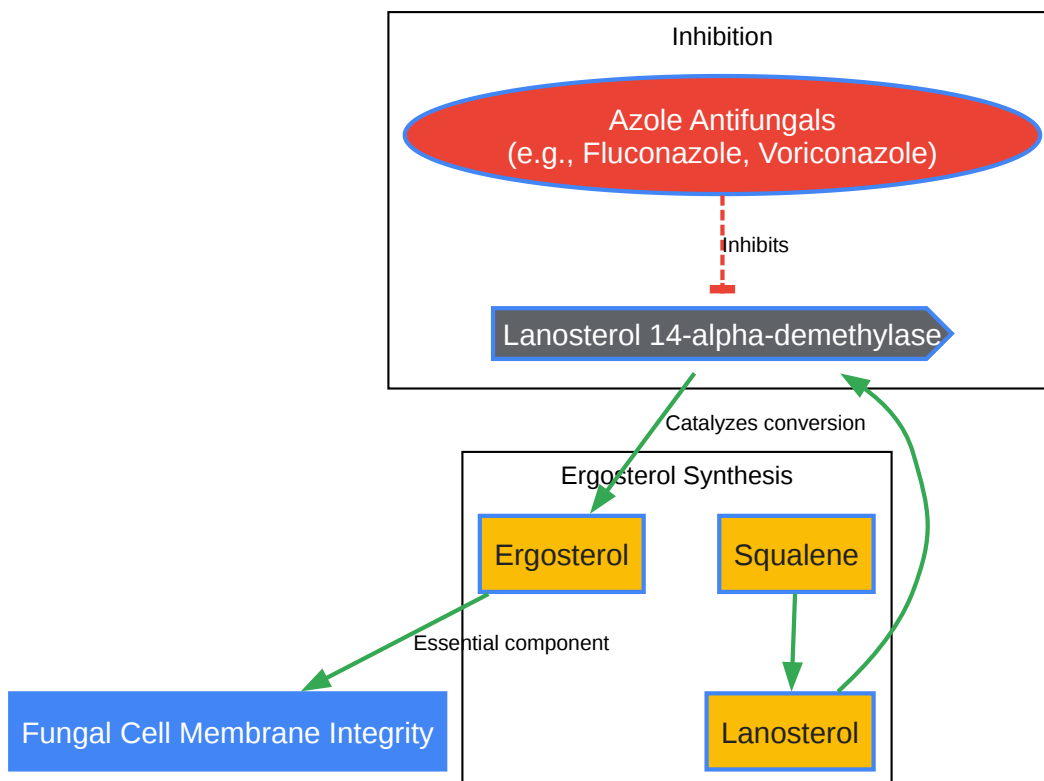 Inhibition
Azole Antifungals
(e.g., Fluconazole, Voriconazole)
Inhibits
Lanosterol 14-alpha-demethylase
Catalyzes conversion
Ergosterol Synthesis
Ergosterol
Squalene
Essential component
Fungal Cell Membrane Integrity
Lanosterol